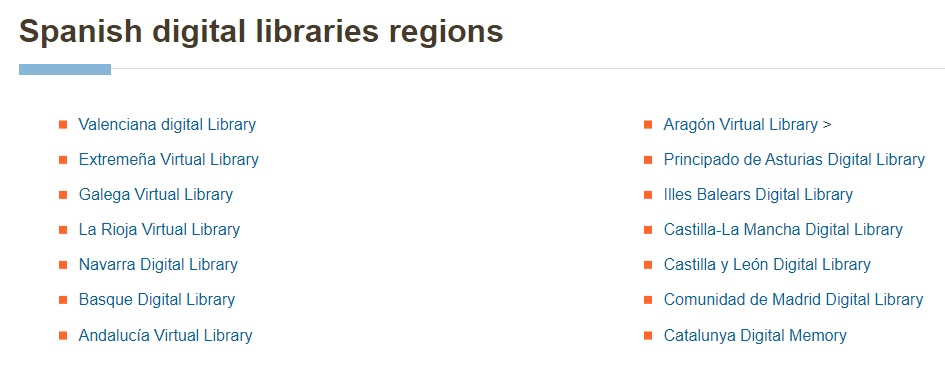 Spanish digital libraries regions
Valenciana digital Library
Extremeña Virtual Library
Galega Virtual Library
La Rioja Virtual Library
Navarra Digital Library
Basque Digital Library
Andalucía Virtual Library
Aragón Virtual Library >
Principado de Asturias Digital Library
Illes Balears Digital Library
Castilla-La Mancha Digital Library
Castilla y León Digital Library
Comunidad de Madrid Digital Library
Catalunya Digital Memory